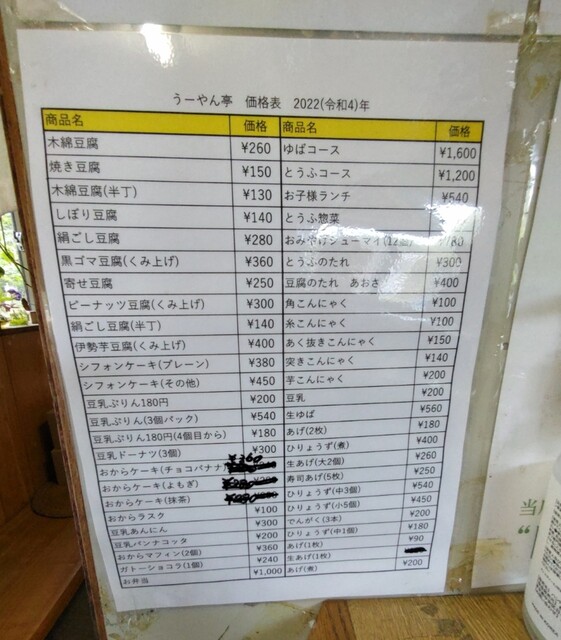 うーやん亭 価格表 2022(令和4)年
商品名 価格 商品名 価格
木綿豆腐 ¥260 ゆばコース ¥1,600
焼き豆腐 ¥150 とうふコース ¥1,200
木綿豆腐(半丁) ¥130 お子様ランチ ¥540
しぼり豆腐 ¥140 とうふ惣菜
絹ごし豆腐 ¥280 おみやげシューマイ(12個)
黒ゴマ豆腐(くみ上げ) ¥360 とうふのたれ ¥300
寄せ豆腐 ¥250 豆腐のたれ あおさ ¥400
ピーナッツ豆腐(くみ上げ) ¥300 角こんにゃく ¥100
絹ごし豆腐(半丁) ¥140 糸こんにゃく ¥100
伊勢芋豆腐(くみ上げ) ¥400 あく抜きこんにゃく ¥150
シフォンケーキ(プレーン) ¥380 突きこんにゃく ¥140
シフォンケーキ(その他) ¥450 芋こんにゃく ¥200
豆乳ぷりん180円 ¥200 豆乳 ¥200
豆乳ぷりん(3個パック) ¥540 生ゆば ¥560
豆乳ぷりん180円(4個目から) ¥180 あげ(2枚) ¥180
豆乳ドーナツ(3個) ¥300 ひりょうず(煮) ¥400
おからケーキ(チョコバナナ) 生あげ(大2個) ¥260
おからケーキ(よもぎ) 寿司あげ(5枚) ¥250
おからケーキ(抹茶) ひりょうず(中3個) ¥540
おからラスク ¥100 ひりょうず(小5個) ¥450
豆乳あんにん ¥300 でんがく(3本) ¥200
豆乳パンナコッタ ¥200 ひりょうず(中1個) ¥180
おからマフィン(2個) ¥360 あげ(1枚) ¥90
ガトーショコラ(1個) ¥240 生あげ(1枚)
お弁当 ¥1,000 あげ(煮) ¥200
当